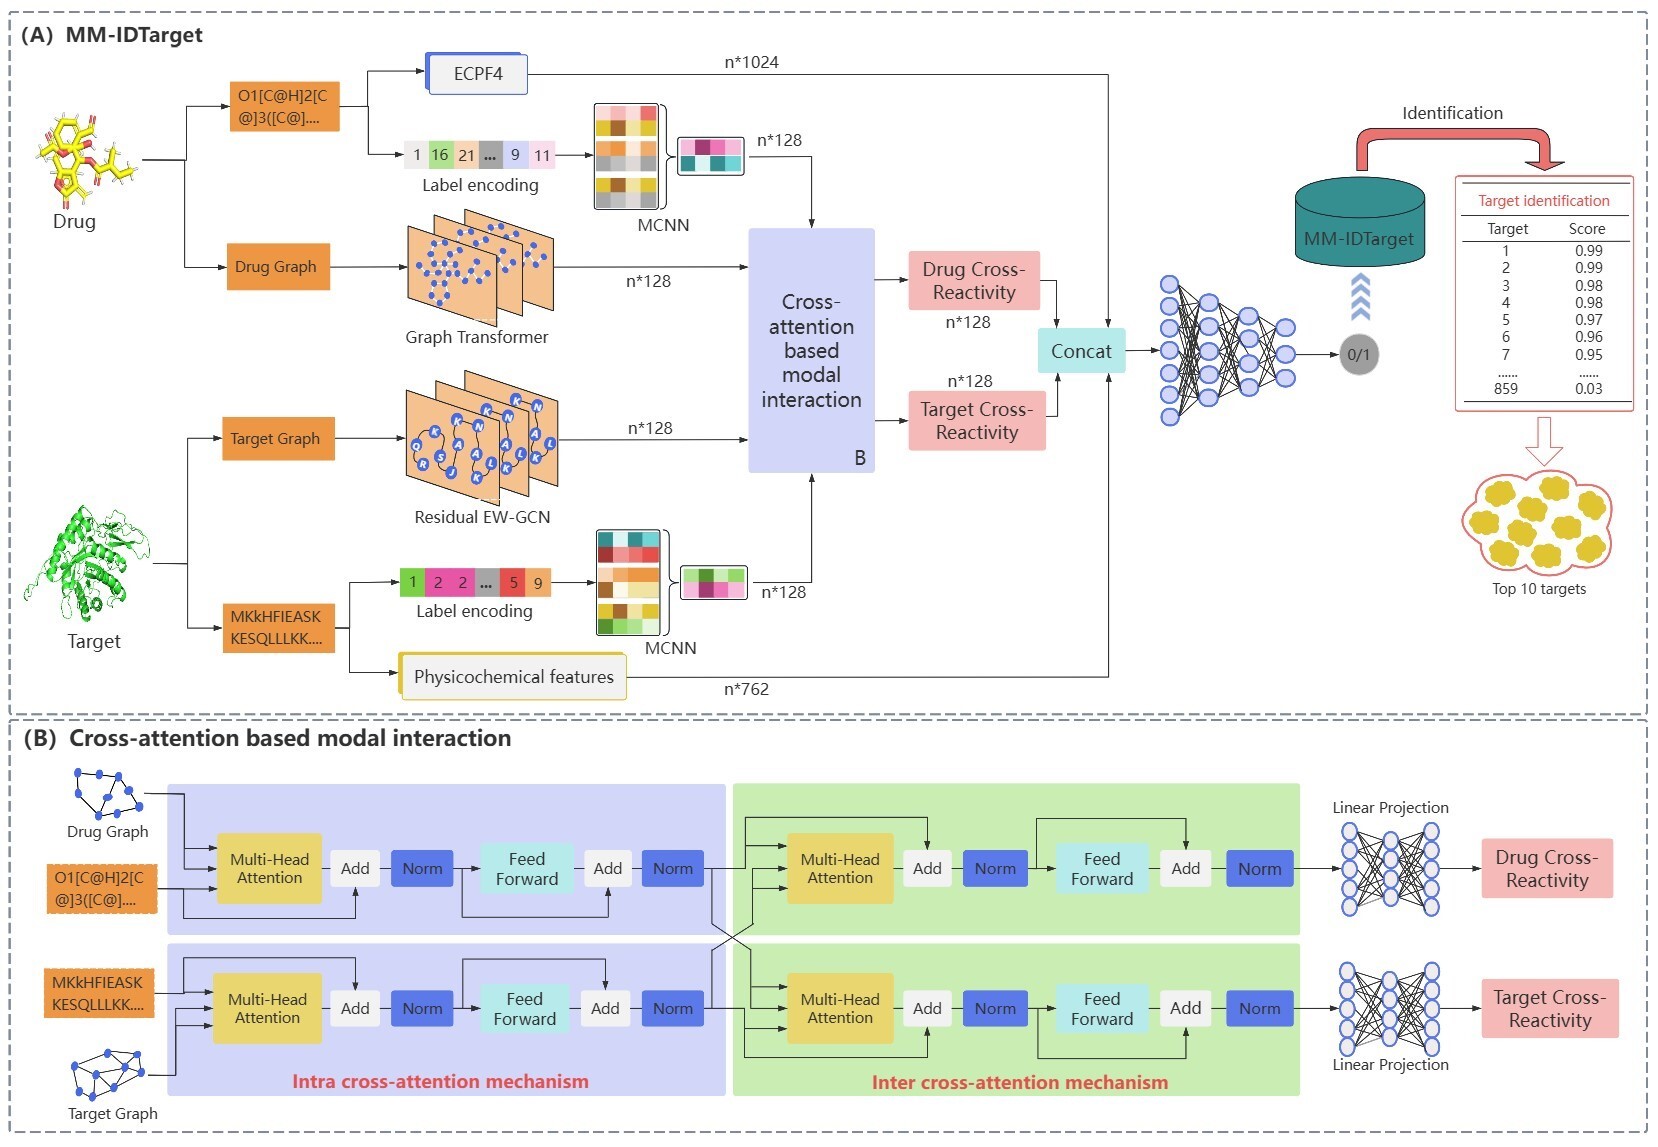 (A) MM-IDTarget
O1[C@H]2[C
@]3([C@]....
ECPF4
n*1024
1 16 21 ... 9 11
Label encoding
MCNN
n*128
Drug
Drug Graph
Graph Transformer
n*128
Target Graph
K N
K N
K N A
Q K A A L
R S A L K
J L K
K
Residual EW-GCN
n*128
Target
MKkHFIEASK
KESQLLLKK....
1 2 2 ... 5 9
Label encoding
MCNN
n*128
Physicochemical features
n*762
Cross-
attention
based
modal
interaction
B
Drug Cross-
Reactivity
n*128
n*128
Target Cross-
Reactivity
Concat
0/1
MM-IDTarget
Identification
Target identification
Target Score
1 0.99
2 0.99
3 0.98
4 0.98
5 0.97
6 0.96
7 0.95
...... ......
859 0.03
Top 10 targets
(B) Cross-attention based modal interaction
Drug Graph
O1[C@H]2[C
@]3([C@]....
Multi-Head
Attention
Add
Norm
Feed
Forward
Add
Norm
Multi-Head
Attention
Add
Norm
Feed
Forward
Add
Norm
Linear Projection
Drug Cross-
Reactivity
MKkHFIEASK
KESQLLLKK....
Target Graph
Multi-Head
Attention
Add
Norm
Feed
Forward
Add
Norm
Intra cross-attention mechanism
Multi-Head
Attention
Add
Norm
Feed
Forward
Add
Norm
Inter cross-attention mechanism
Linear Projection
Target Cross-
Reactivity